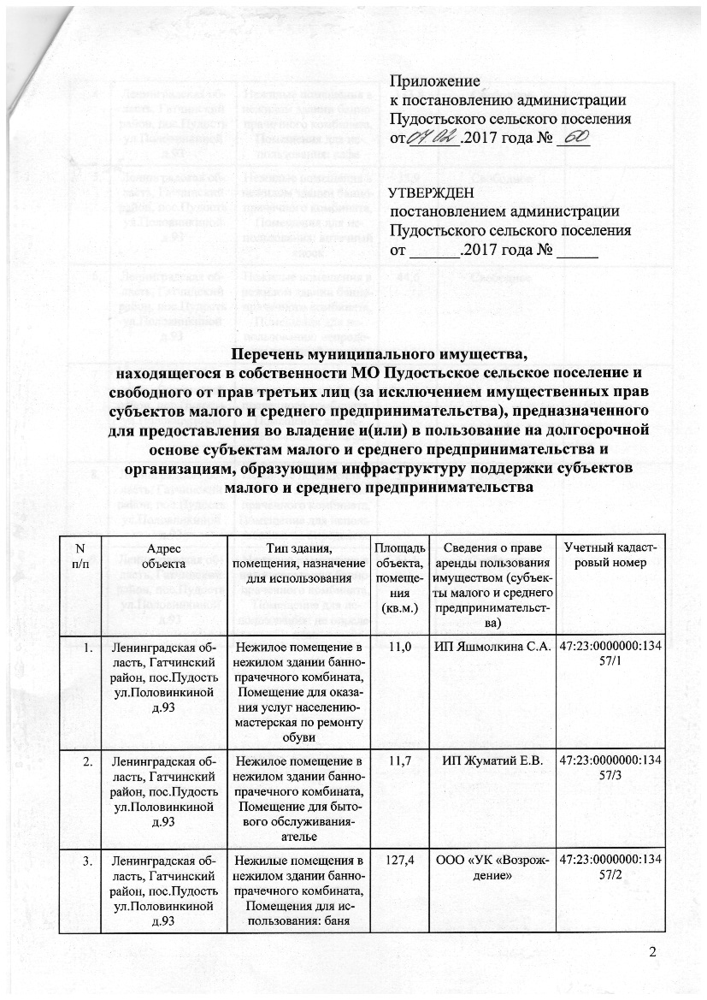 Приложение
к постановлению администрации
Пудостьского сельского поселения
от 07.02.2017 года № 60
УТВЕРЖДЕН
постановлением администрации
Пудостьского сельского поселения
от ______.2017 года № _____
Перечень муниципального имущества,
находящегося в собственности МО Пудостьское сельское поселение и
свободного от прав третьих лиц (за исключением имущественных прав
субъектов малого и среднего предпринимательства), предназначенного
для предоставления во владение и(или) в пользование на долгосрочной
основе субъектам малого и среднего предпринимательства и
организациям, образующим инфраструктуру поддержки субъектов
малого и среднего предпринимательства
N
п/п
Адрес
объекта
Тип здания,
помещения, назначение
для использования
Площадь
объекта,
помеще-
ния
(кв.м.)
Сведения о праве
аренды пользования
имуществом (субъек-
ты малого и среднего
предпринимательст-
ва)
Учетный кадаст-
ровый номер
1.
Ленинградская об-
ласть, Гатчинский
район, пос.Пудость
ул.Половинкиной
д.93
Нежилое помещение в
нежилом здании банно-
прачечного комбината,
Помещение для оказа-
ния услуг населению-
мастерская по ремонту
обуви
11,0
ИП Яшмолкина С.А.
47:23:0000000:134
57/1
2.
Ленинградская об-
ласть, Гатчинский
район, пос.Пудость
ул.Половинкиной
д.93
Нежилое помещение в
нежилом здании банно-
прачечного комбината,
Помещение для быто-
вого обслуживания-
ателье
11,7
ИП Жуматий Е.В.
47:23:0000000:134
57/3
3.
Ленинградская об-
ласть, Гатчинский
район, пос.Пудость
ул.Половинкиной
д.93
Нежилые помещения в
нежилом здании банно-
прачечного комбината,
Помещения для ис-
пользования: баня
127,4
ООО «УК «Возрож-
дение»
47:23:0000000:134
57/2
2